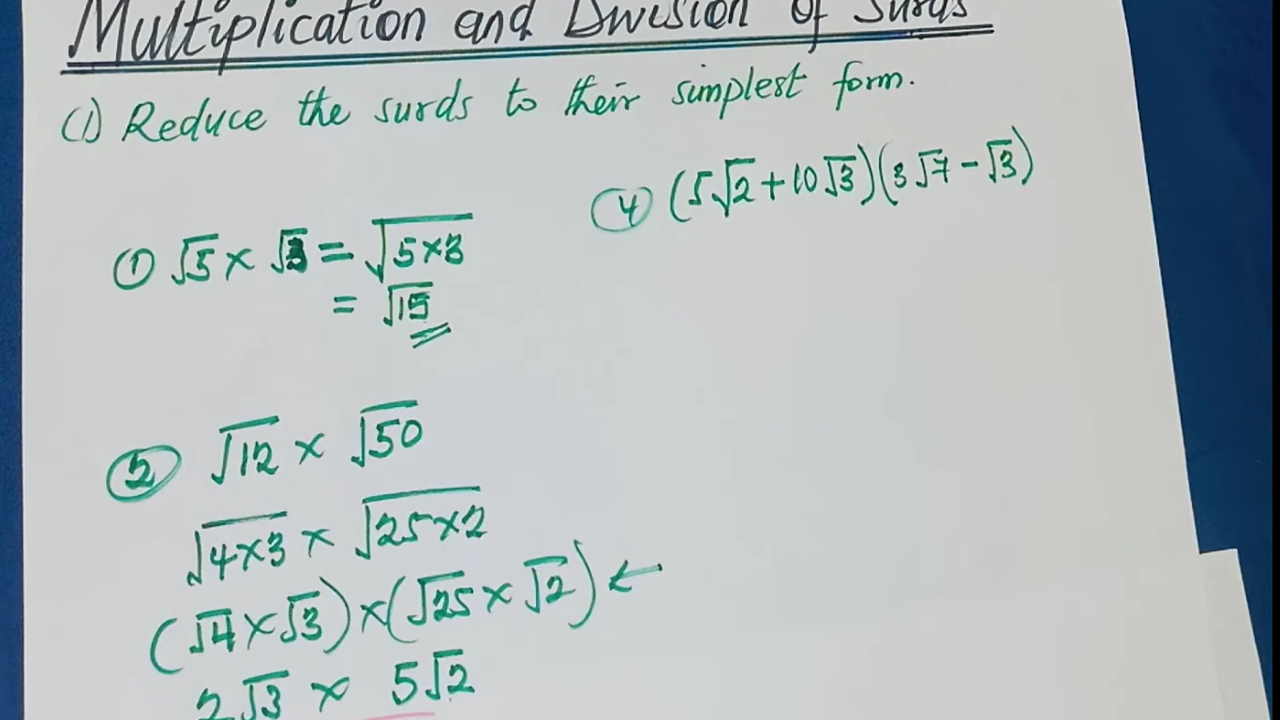 Multiplication and Division of Surds
(1) Reduce the surds to their simplest form.
① √5 × √3 = √(5×3)
= √15
② √12 × √50
√(4×3) × √(25×2)
(√4 × √3) × (√25 × √2) ←
2√3 × 5√2
④ (5√2 + 10√3)(3√7 - √3)